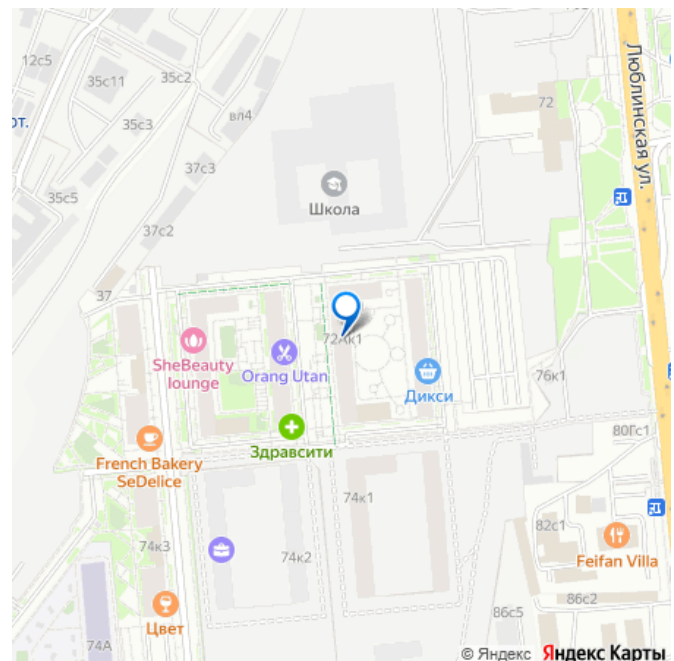 72
12с5
35с2
35с11
вл4
72
35с3
от.
Люблинская ул.
37с3
35с5
Школа
37с2
37
72Ак1
SheBeauty
lounge
Orang Utan
Дикси
76к1
Здравсити
80Гс1
French Bakery
SeDelice
74к1
82с1
74к3
74к2
Feifan Villa
86с2
86с5
Цвет
74А
© Яндекс Яндекс Карты